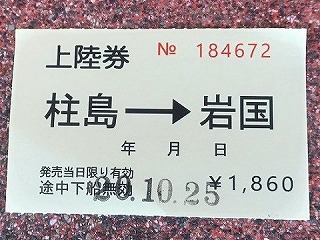 上陸券 № 184672
柱島→岩国
年 月 日
発売当日限り有効
途中下船無効
20.10.25
¥1,860